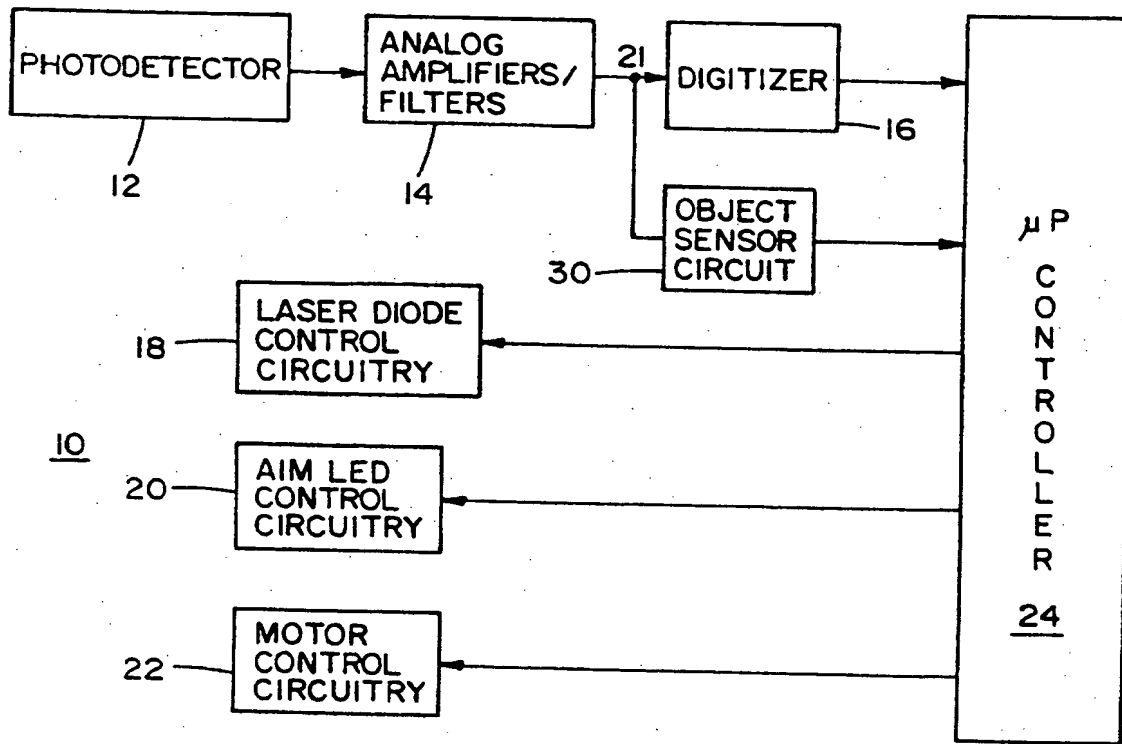 PHOTODETECTOR
12
ANALOG
AMPLIFIERS/
FILTERS
14
21
DIGITIZER
16
OBJECT
SENSOR
CIRCUIT
30
LASER DIODE
CONTROL
CIRCUITRY
18
10
AIM LED
CONTROL
CIRCUITRY
20
MOTOR
CONTROL
CIRCUITRY
22
μP
CONTROLLER
24